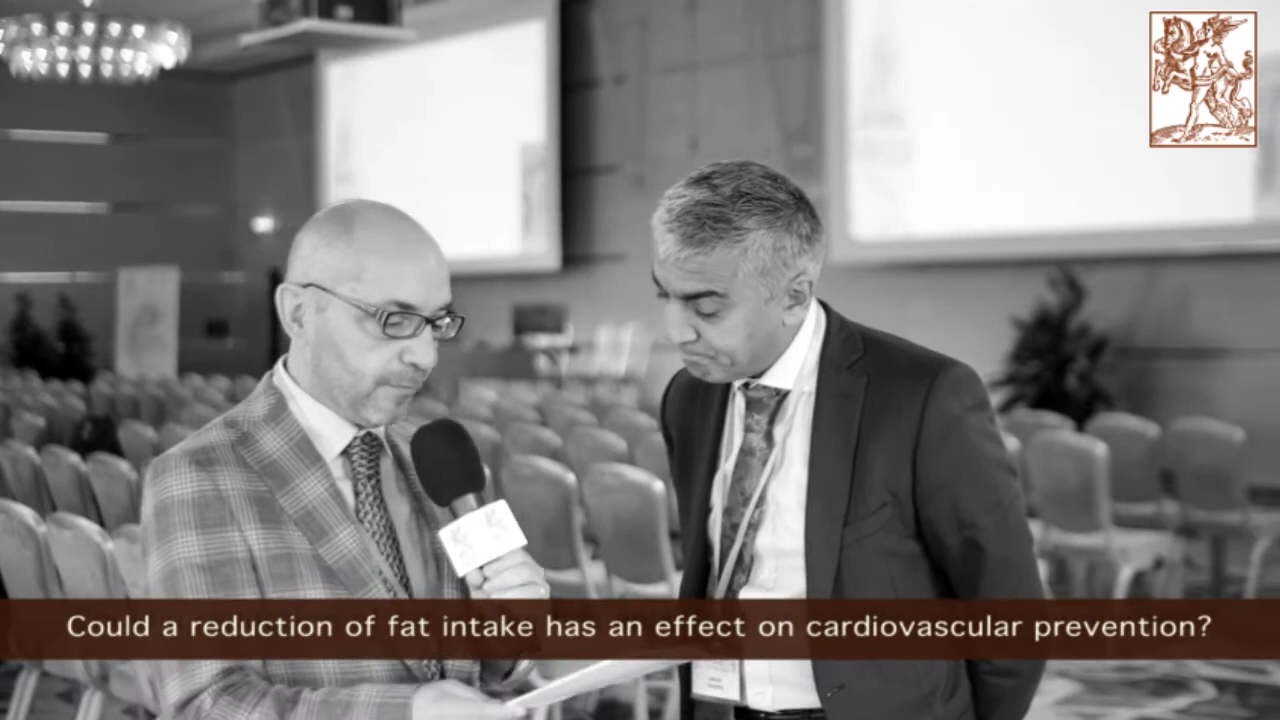 Could a reduction of fat intake has an effect on cardiovascular prevention?